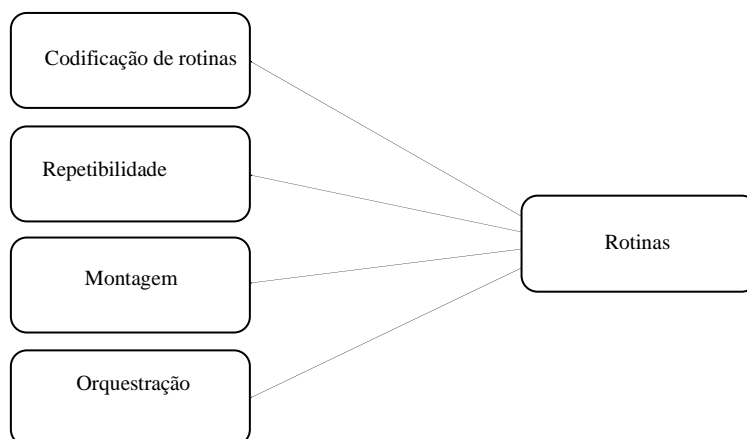 Codificação de rotinas
Repetibilidade
Rotinas
Montagem
Orquestração